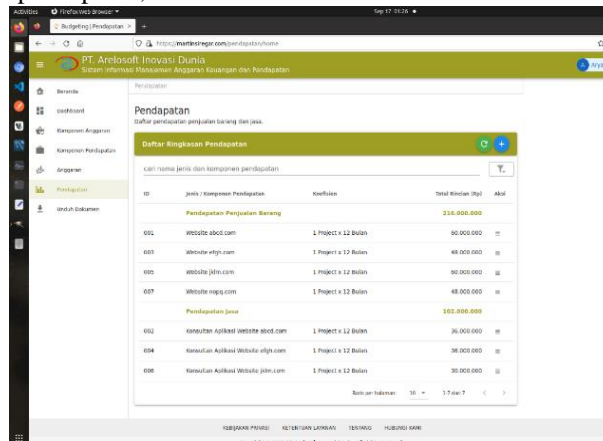 Activities Firefox Web Browser Sep 17 01:26
Budgeting | Pendapatan
https://martinsiregar.com/pendapatan/home
PT. Arelosoft Inovasi Dunia
Sistem Informasi Manajemen Anggaran Keuangan dan Pendapatan
Arya
Beranda
Dashboard
Komponen Anggaran
Komponen Pendapatan
Anggaran
Pendapatan
Unduh Dokumen
Pendapatan
Pendapatan
Daftar pendapatan penjualan barang dan jasa.
Daftar Ringkasan Pendapatan
cari nama jenis dan komponen pendapatan
ID Jenis / Komponen Pendapatan Koefisien Total Rincian (Rp) Aksi
Pendapatan Penjualan Barang 216.000.000
001 Website abcd.com 1 Project x 12 Bulan 60.000.000
003 Website efgh.com 1 Project x 12 Bulan 48.000.000
005 Website jklm.com 1 Project x 12 Bulan 60.000.000
007 Website nopq.com 1 Project x 12 Bulan 48.000.000
Pendapatan Jasa 102.000.000
002 Konsultan Aplikasi Website abcd.com 1 Project x 12 Bulan 36.000.000
004 Konsultan Aplikasi Website efgh.com 1 Project x 12 Bulan 36.000.000
006 Konsultan Aplikasi Website jklm.com 1 Project x 12 Bulan 30.000.000
Baris per halaman: 10 1-7 dari 7
KEBIJAKAN PRIVASI KETENTUAN LAYANAN TENTANG HUBUNGI KAMI